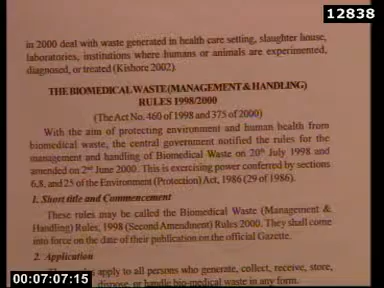 12838
in 2000 deal with waste generated in health care setting, slaughter house,
laboratories, institutions where humans or animals are experimented,
diagnosed, or treated (Kishore 2002).
THE BIOMEDICAL WASTE (MANAGEMENT & HANDLING)
RULES 1998/2000
(The Act No. 460 of 1998 and 375 of 2000)
With the aim of protecting environment and human health from
biomedical waste, the central government notified the rules for the
management and handling of Biomedical Waste on 20th July 1998 and
amended on 2nd June 2000. This is exercising power conferred by sections
6,8, and 25 of the Environment (Protection) Act, 1986 (29 of 1986).
1. Short title and Commencement
These rules may be called the Biomedical Waste (Management &
Handling) Rules, 1998 (Second Amendment) Rules 2000. They shall come
into force on the date of their publication on the official Gazette.
2. Application
apply to all persons who generate, collect, receive, store,
dispose, or handle bio-medical waste in any form.
00:07:07:15